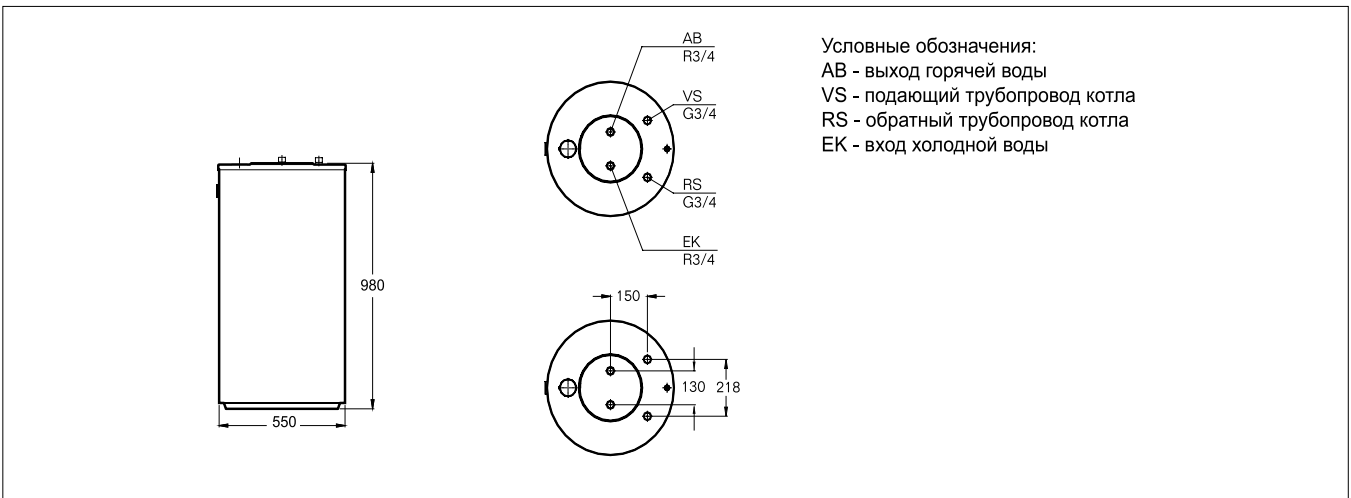 AB
R3/4
VS
G3/4
RS
G3/4
EK
R3/4
Условные обозначения:
AB - выход горячей воды
VS - подающий трубопровод котла
RS - обратный трубопровод котла
EK - вход холодной воды
980
550
150
130
218